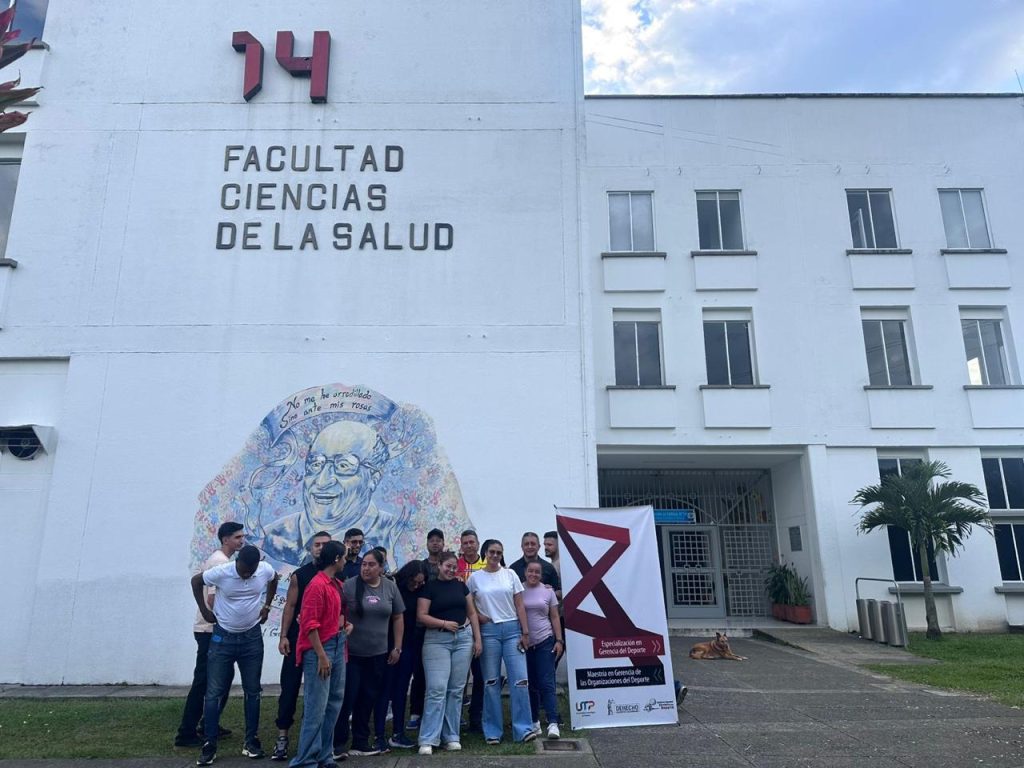 14
FACULTAD
CIENCIAS
DE LA SALUD
No me he arrodillado
Sino ante mis rosas
Especialización en
Gerencia del Deporte
Maestría en Gerencia de
las Organizaciones del Deporte
UTP
DERECHO